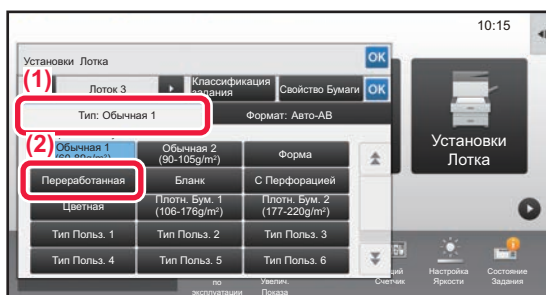 10:15
Установки Лотка
OK
(1)
Лоток 3
Классификация
задания
Свойство Бумаги
OK
Тип: Обычная 1
Формат: Авто-AB
(2)
Обычная 1
(60-89g/m²)
Обычная 2
(90-105g/m²)
Форма
Переработанная
Бланк
С Перфорацией
Цветная
Плотн. Бум. 1
(106-176g/m²)
Плотн. Бум. 2
(177-220g/m²)
Тип Польз. 1
Тип Польз. 2
Тип Польз. 3
Тип Польз. 4
Тип Польз. 5
Тип Польз. 6
Установки
Лотка
по
эксплуатации
Увелич.
Показа
Счетчик
Настройка
Яркости
Состояние
Задания